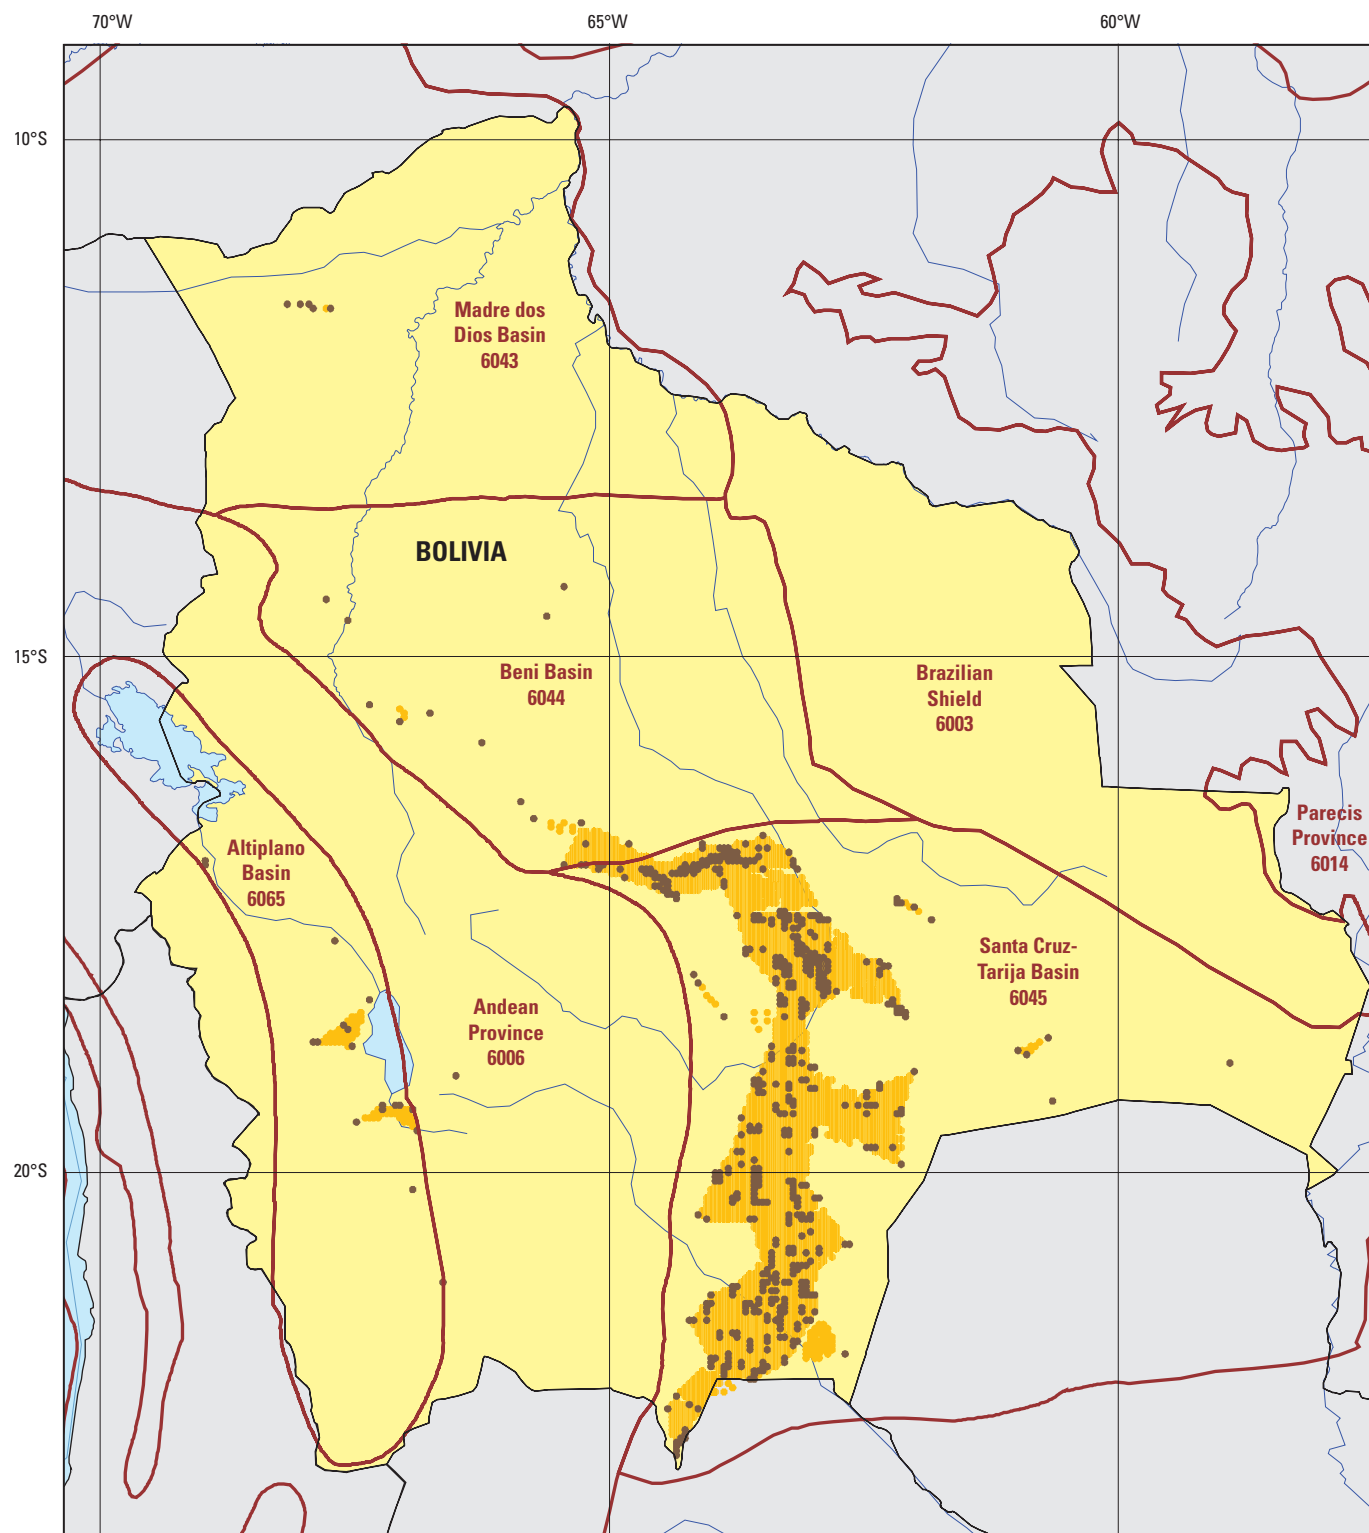 70°W
65°W
60°W
10°S
Madre dos
Dios Basin
6043
BOLIVIA
15°S
Beni Basin
6044
Brazilian
Shield
6003
Parecis
Province
6014
Altiplano
Basin
6065
Santa Cruz-
Tarija Basin
6045
Andean
Province
6006
20°S